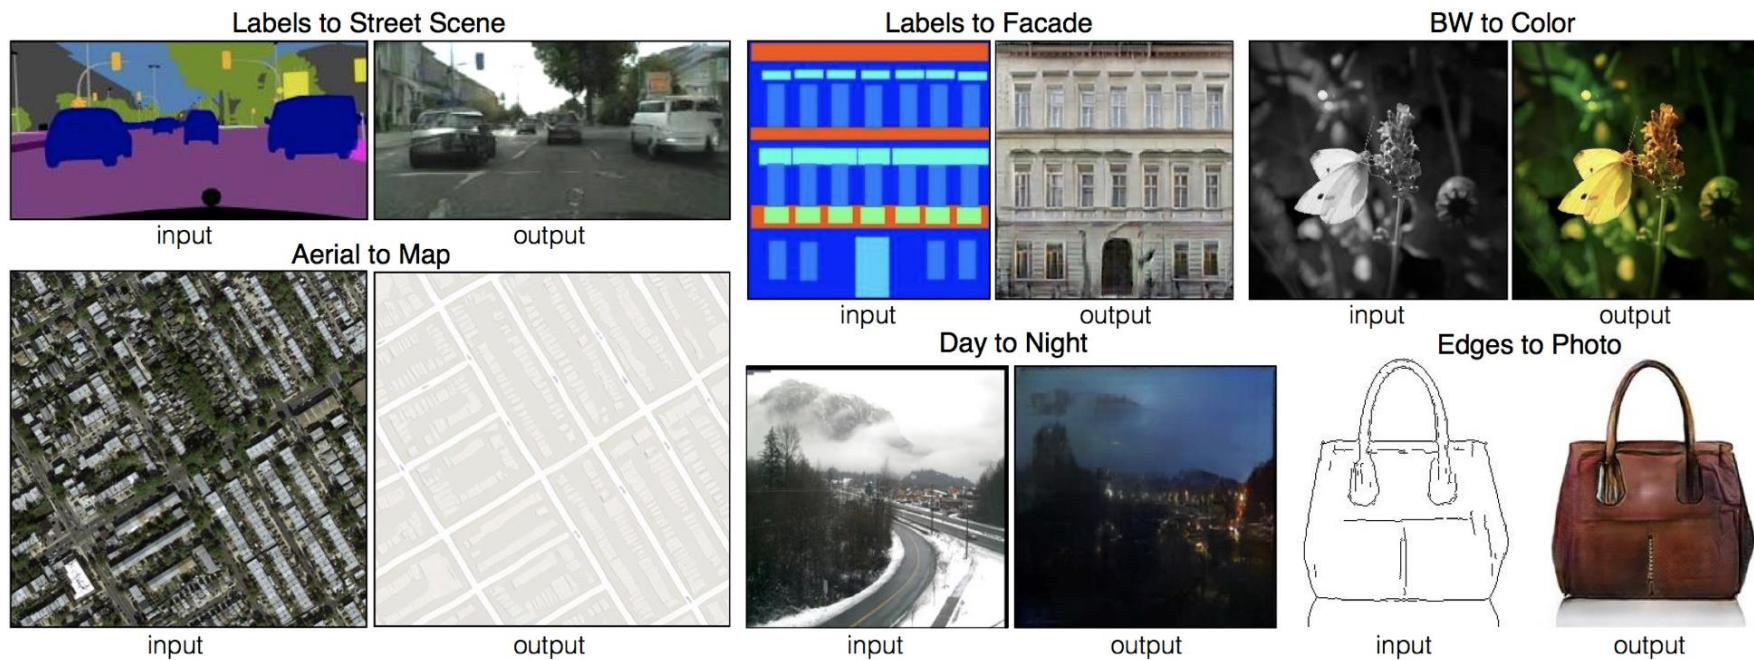 Labels to Street Scene
input
output
Aerial to Map
input
output
Labels to Facade
input
output
Day to Night
input
output
BW to Color
input
output
Edges to Photo
input
output